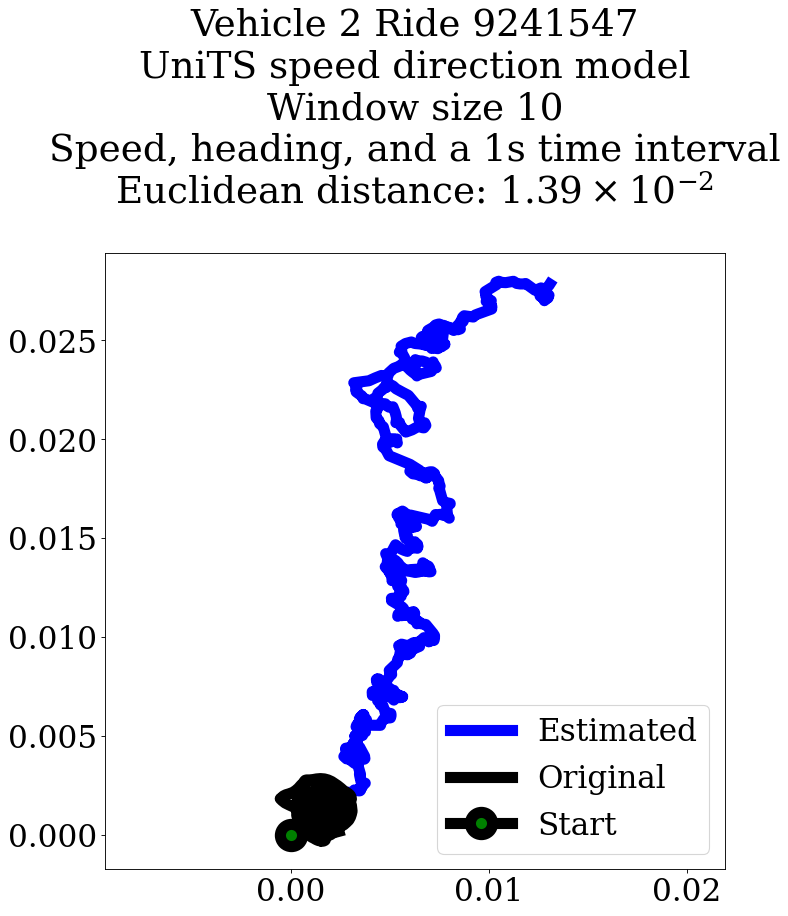 Vehicle 2 Ride 9241547
UniTS speed direction model
Window size 10
Speed, heading, and a 1s time interval
Euclidean distance: 1.39 × 10⁻²
0.025
0.020
0.015
0.010
0.005
0.000
Estimated
Original
Start
0.00 0.01 0.02